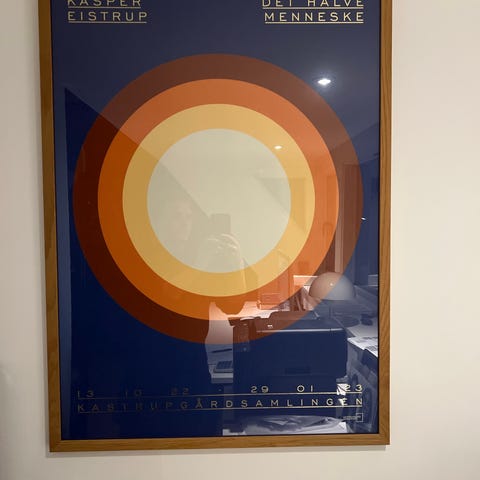 KASPER
EISTRUP
DET HALVE
MENNESKE
13 10 22 - 29 01 23
KASTRUPGÅRDSAMLINGEN